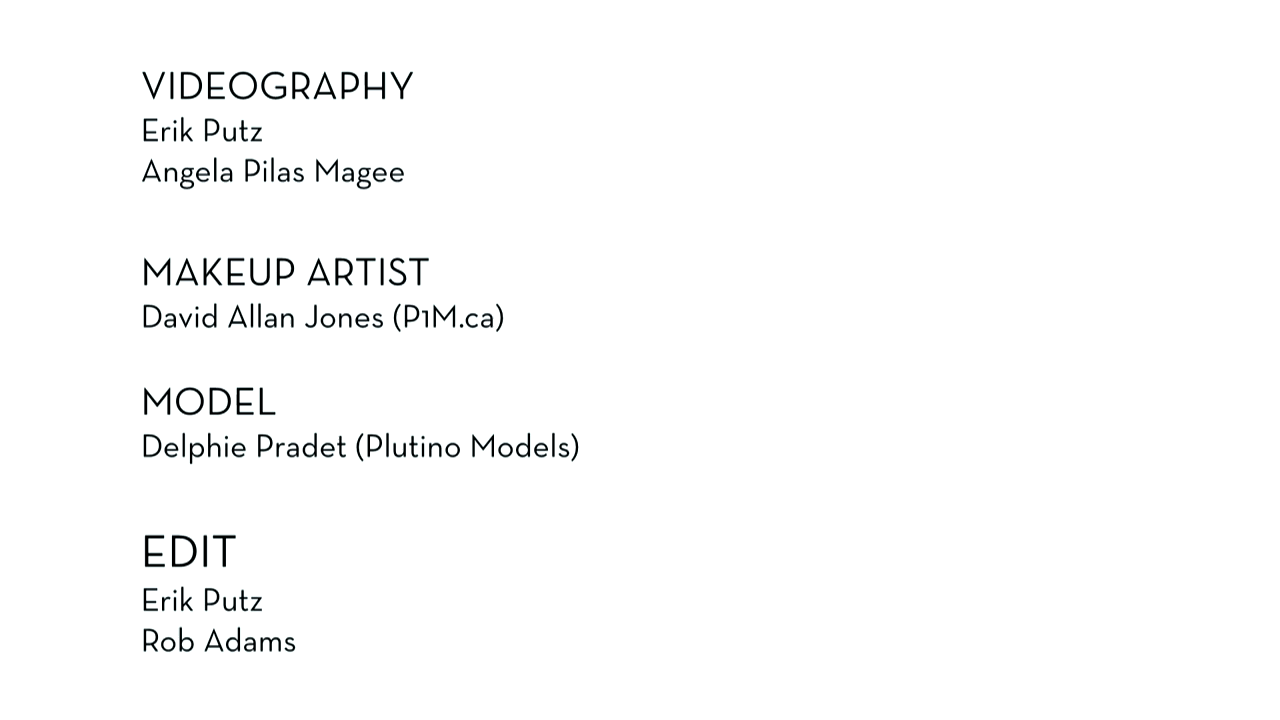 VIDEOGRAPHY
Erik Putz
Angela Pilas Magee
MAKEUP ARTIST
David Allan Jones (P1M.ca)
MODEL
Delphie Pradet (Plutino Models)
EDIT
Erik Putz
Rob Adams